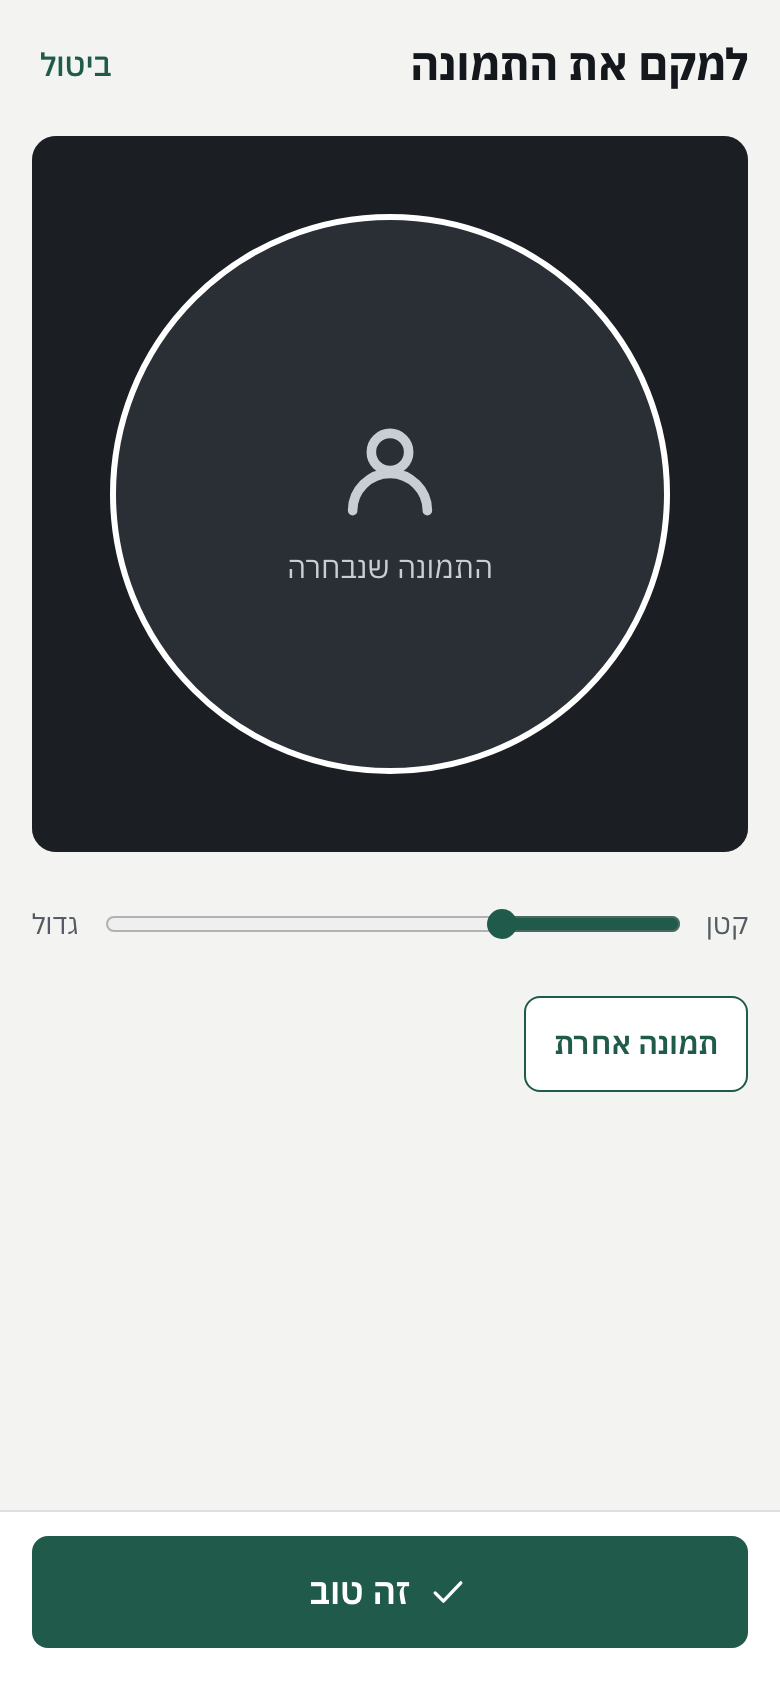 למקם את התמונה
ביטול
התמונה שנבחרה
קטן
גדול
תמונה אחרת
זה טוב